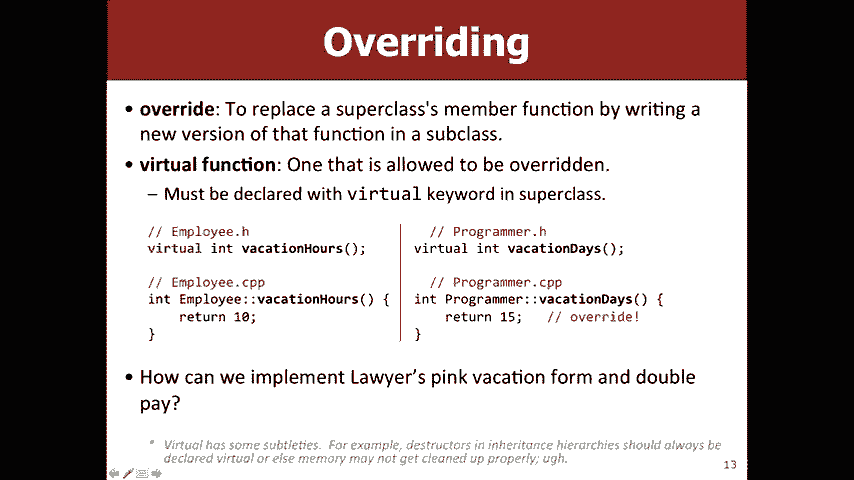 Overriding
• override: To replace a superclass's member function by writing a
new version of that function in a subclass.
• virtual function: One that is allowed to be overridden.
– Must be declared with virtual keyword in superclass.
// Employee.h
virtual int vacationHours();
// Employee.cpp
int Employee::vacationHours() {
return 10;
}
// Programmer.h
virtual int vacationDays();
// Programmer.cpp
int Programmer::vacationDays() {
return 15;   // override!
}
• How can we implement Lawyer's pink vacation form and double
pay?
* Virtual has some subtleties. For example, destructors in inheritance hierarchies should always be
declared virtual or else memory may not get cleaned up properly; ugh.
13